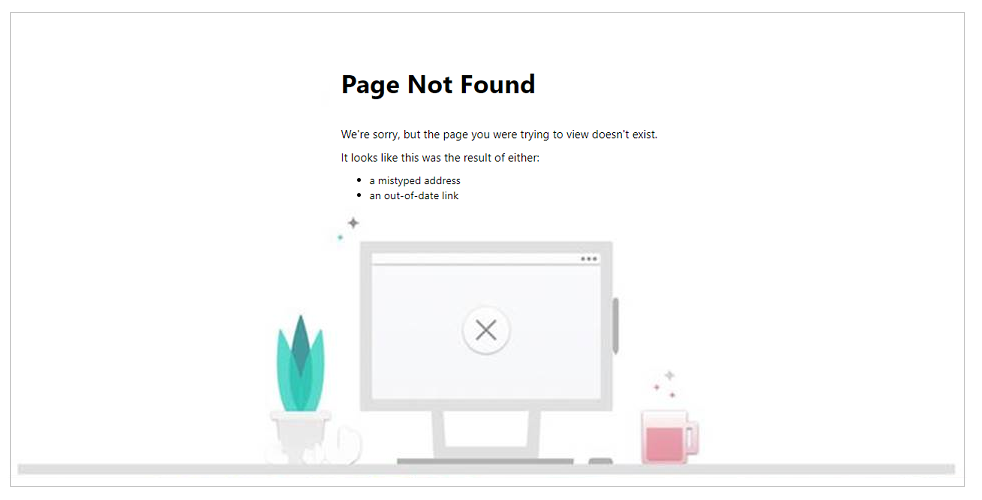 Page Not Found
We're sorry, but the page you were trying to view doesn't exist.
It looks like this was the result of either:
• a mistyped address
• an out-of-date link